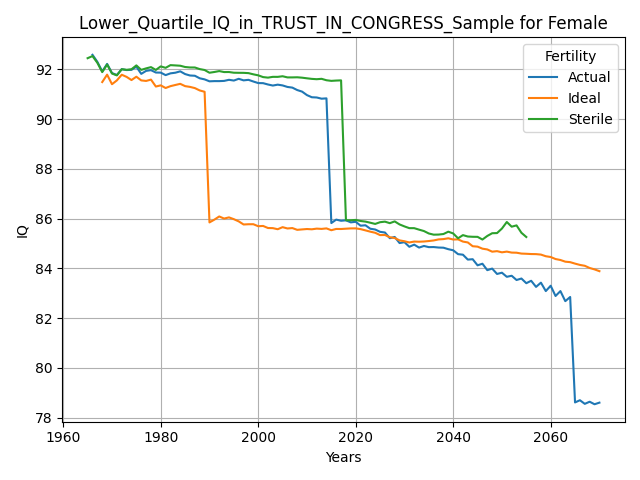 Lower_Quartile_IQ_in_TRUST_IN_CONGRESS_Sample for Female
Fertility
Actual
Ideal
Sterile
IQ
92
90
88
86
84
82
80
78
1960
1980
2000
2020
2040
2060
Years